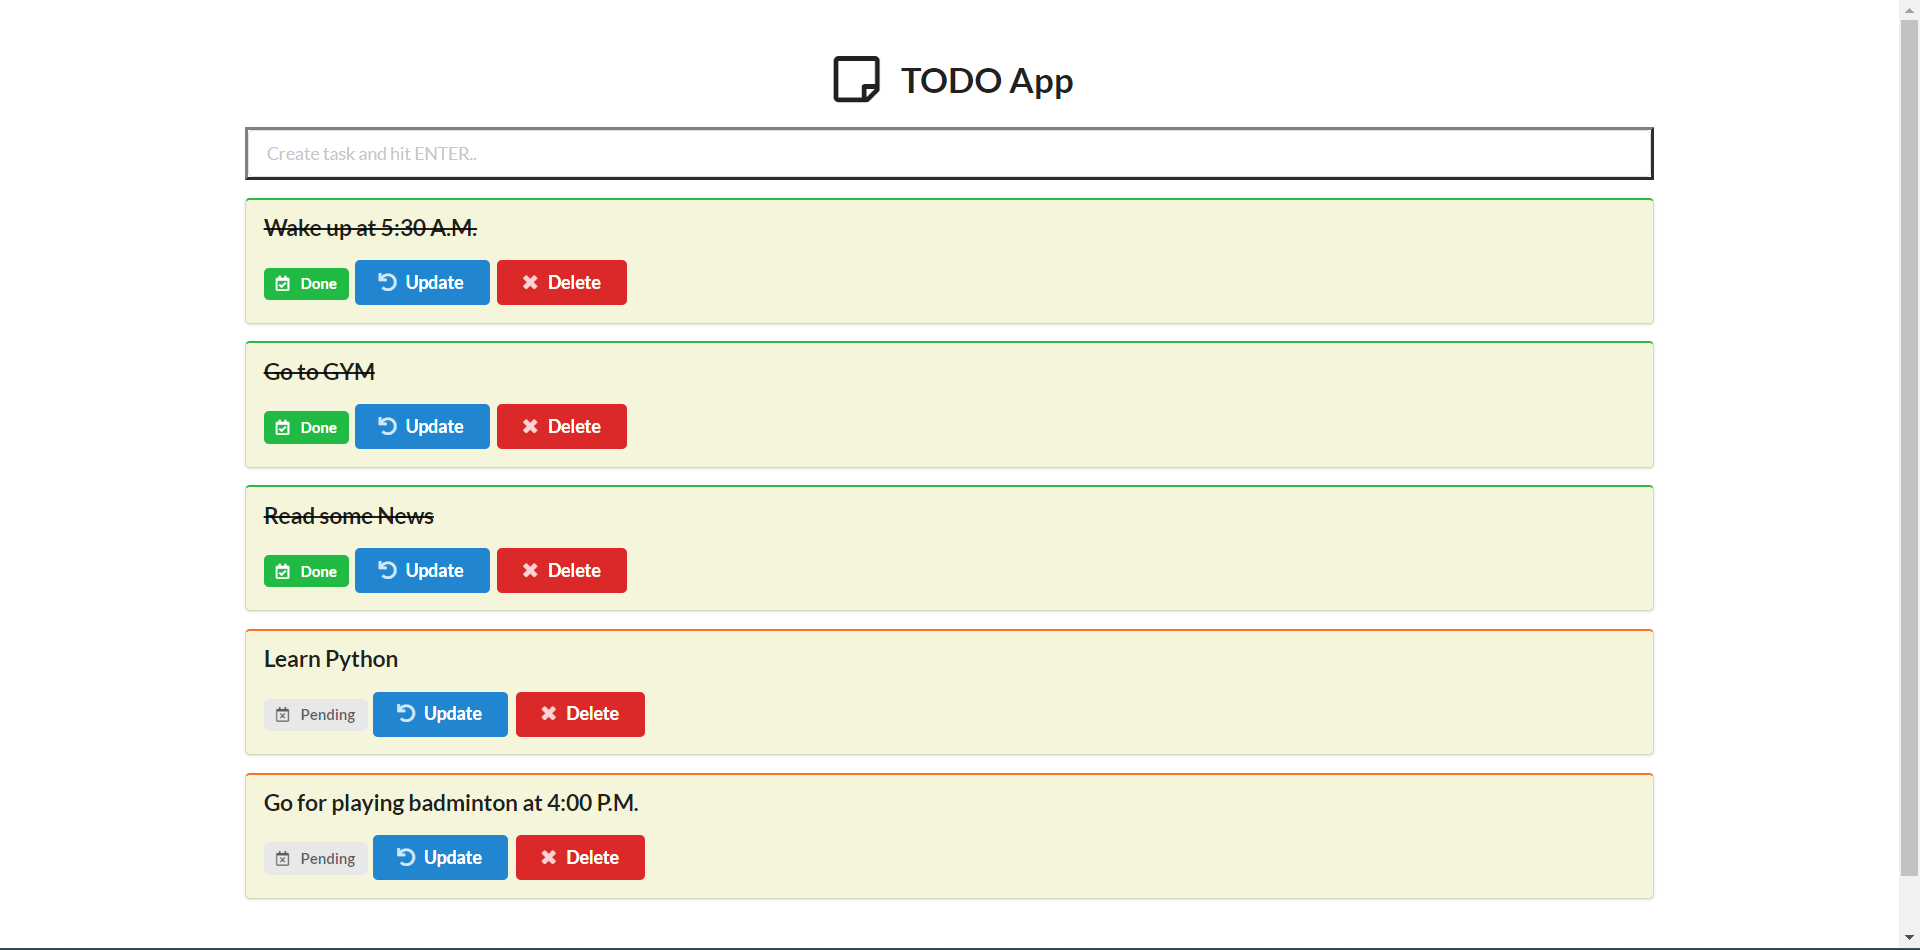 TODO App
Create task and hit ENTER..
Wake up at 5:30 A.M.
Done Update Delete
Go to GYM
Done Update Delete
Read some News
Done Update Delete
Learn Python
Pending Update Delete
Go for playing badminton at 4:00 P.M.
Pending Update Delete